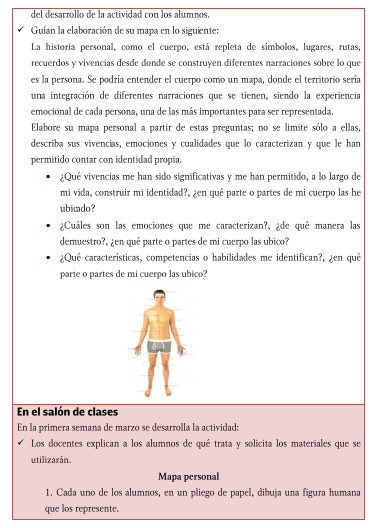 del desarrollo de la actividad con los alumnos.
✓ Guían la elaboración de su mapa en lo siguiente:
La historia personal, como el cuerpo, está repleta de símbolos, lugares, rutas,
recuerdos y vivencias desde donde se construyen diferentes narraciones sobre lo que
es la persona. Se podría entender el cuerpo como un mapa, donde el territorio sería
una integración de diferentes narraciones que se tienen, siendo la experiencia
emocional de cada persona, una de las más importantes para ser representada.
Elabore su mapa personal a partir de estas preguntas; no se limite sólo a ellas,
describa sus vivencias, emociones y cualidades que lo caracterizan y que le han
permitido contar con identidad propia.
• ¿Qué vivencias me han sido significativas y me han permitido, a lo largo de
mi vida, construir mi identidad?, ¿en qué parte o partes de mi cuerpo las he
ubicado?
• ¿Cuáles son las emociones que me caracterizan?, ¿de qué manera las
demuestro?, ¿en qué parte o partes de mi cuerpo las ubico?
• ¿Qué características, competencias o habilidades me identifican?, ¿en qué
parte o partes de mi cuerpo las ubico?
En el salón de clases
En la primera semana de marzo se desarrolla la actividad:
✓ Los docentes explican a los alumnos de qué trata y solicita los materiales que se
utilizarán.
Mapa personal
1. Cada uno de los alumnos, en un pliego de papel, dibuja una figura humana
que los represente.